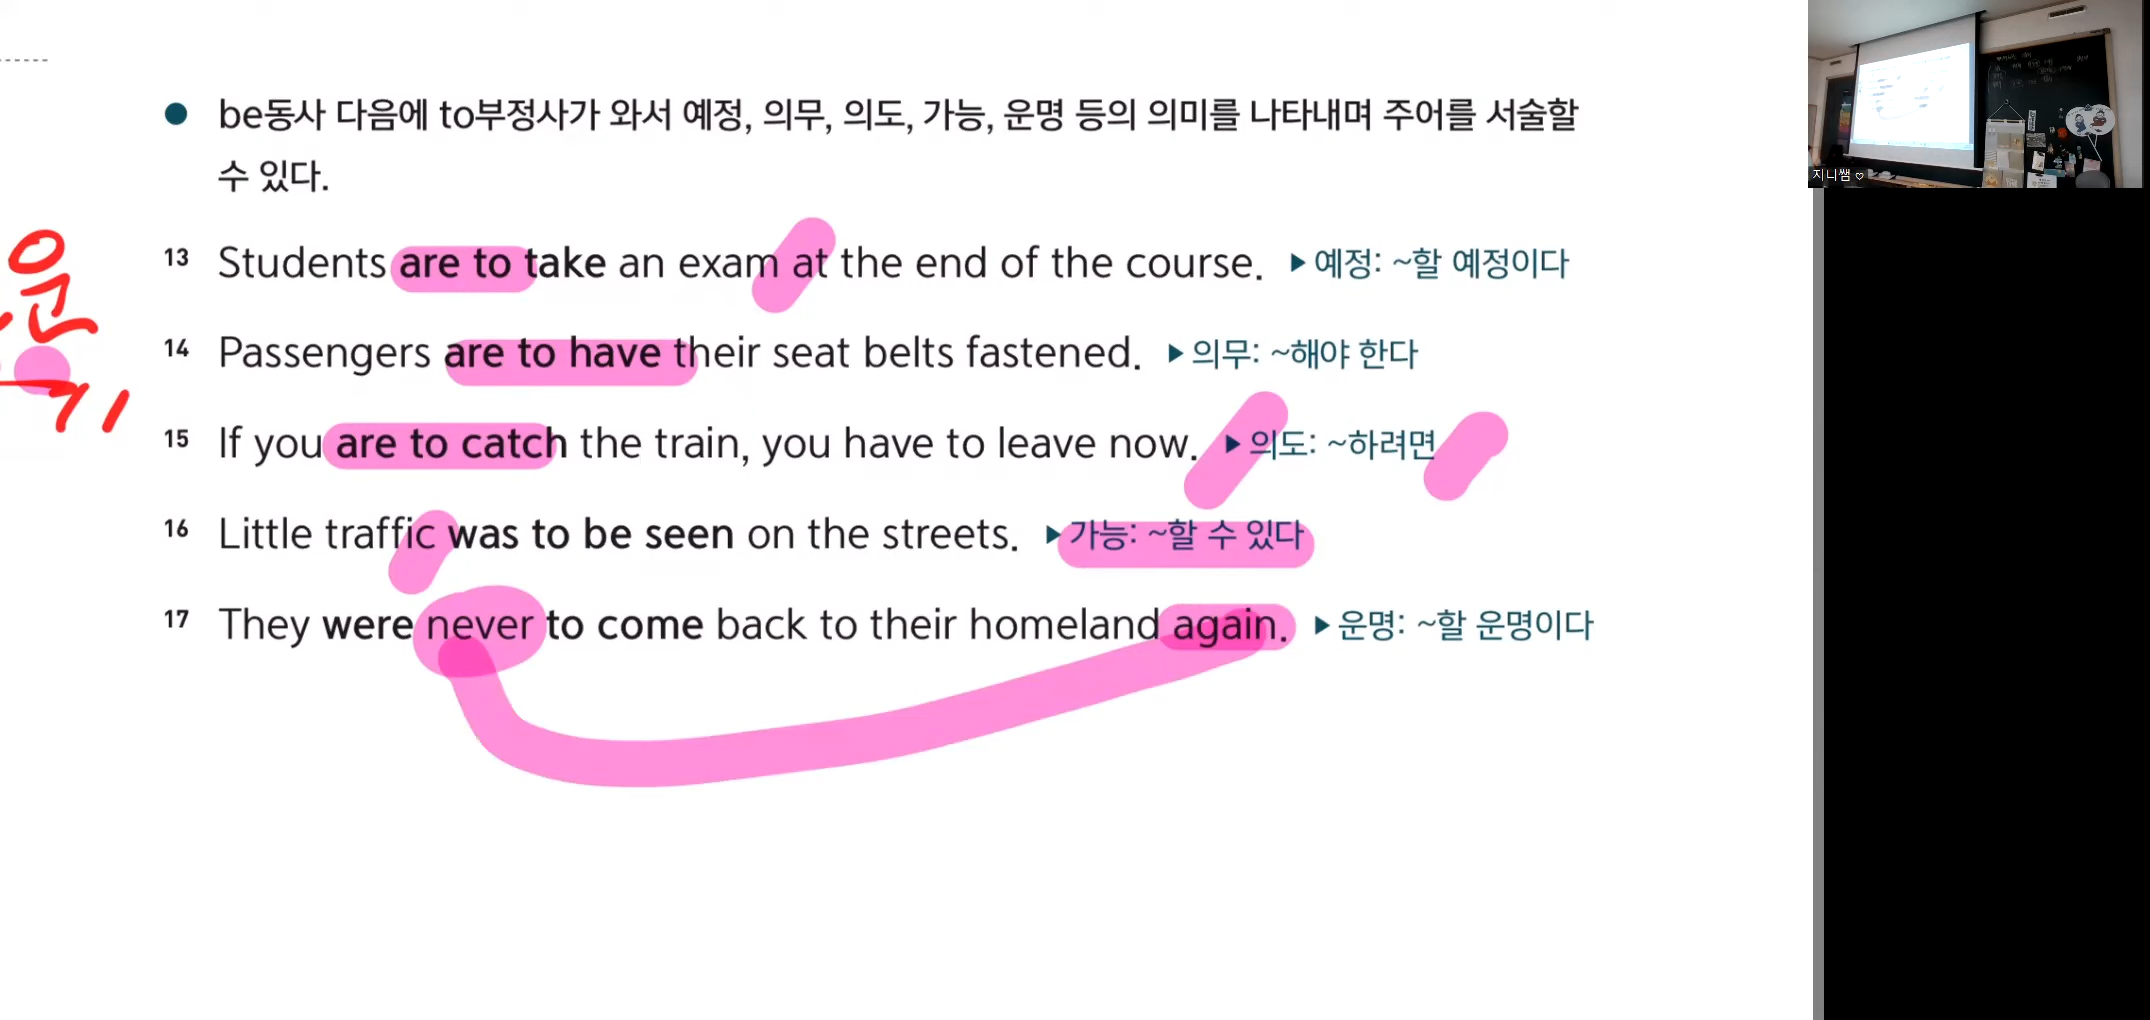 be동사 다음에 to부정사가 와서 예정, 의무, 의도, 가능, 운명 등의 의미를 나타내며 주어를 서술할
수 있다.
13 Students are to take an exam at the end of the course. ▶ 예정: ~할 예정이다
14 Passengers are to have their seat belts fastened. ▶ 의무: ~해야 한다
15 If you are to catch the train, you have to leave now. ▶ 의도: ~하려면
16 Little traffic was to be seen on the streets. ▶ 가능: ~할 수 있다
17 They were never to come back to their homeland again. ▶ 운명: ~할 운명이다
운
지니쌤 ♡